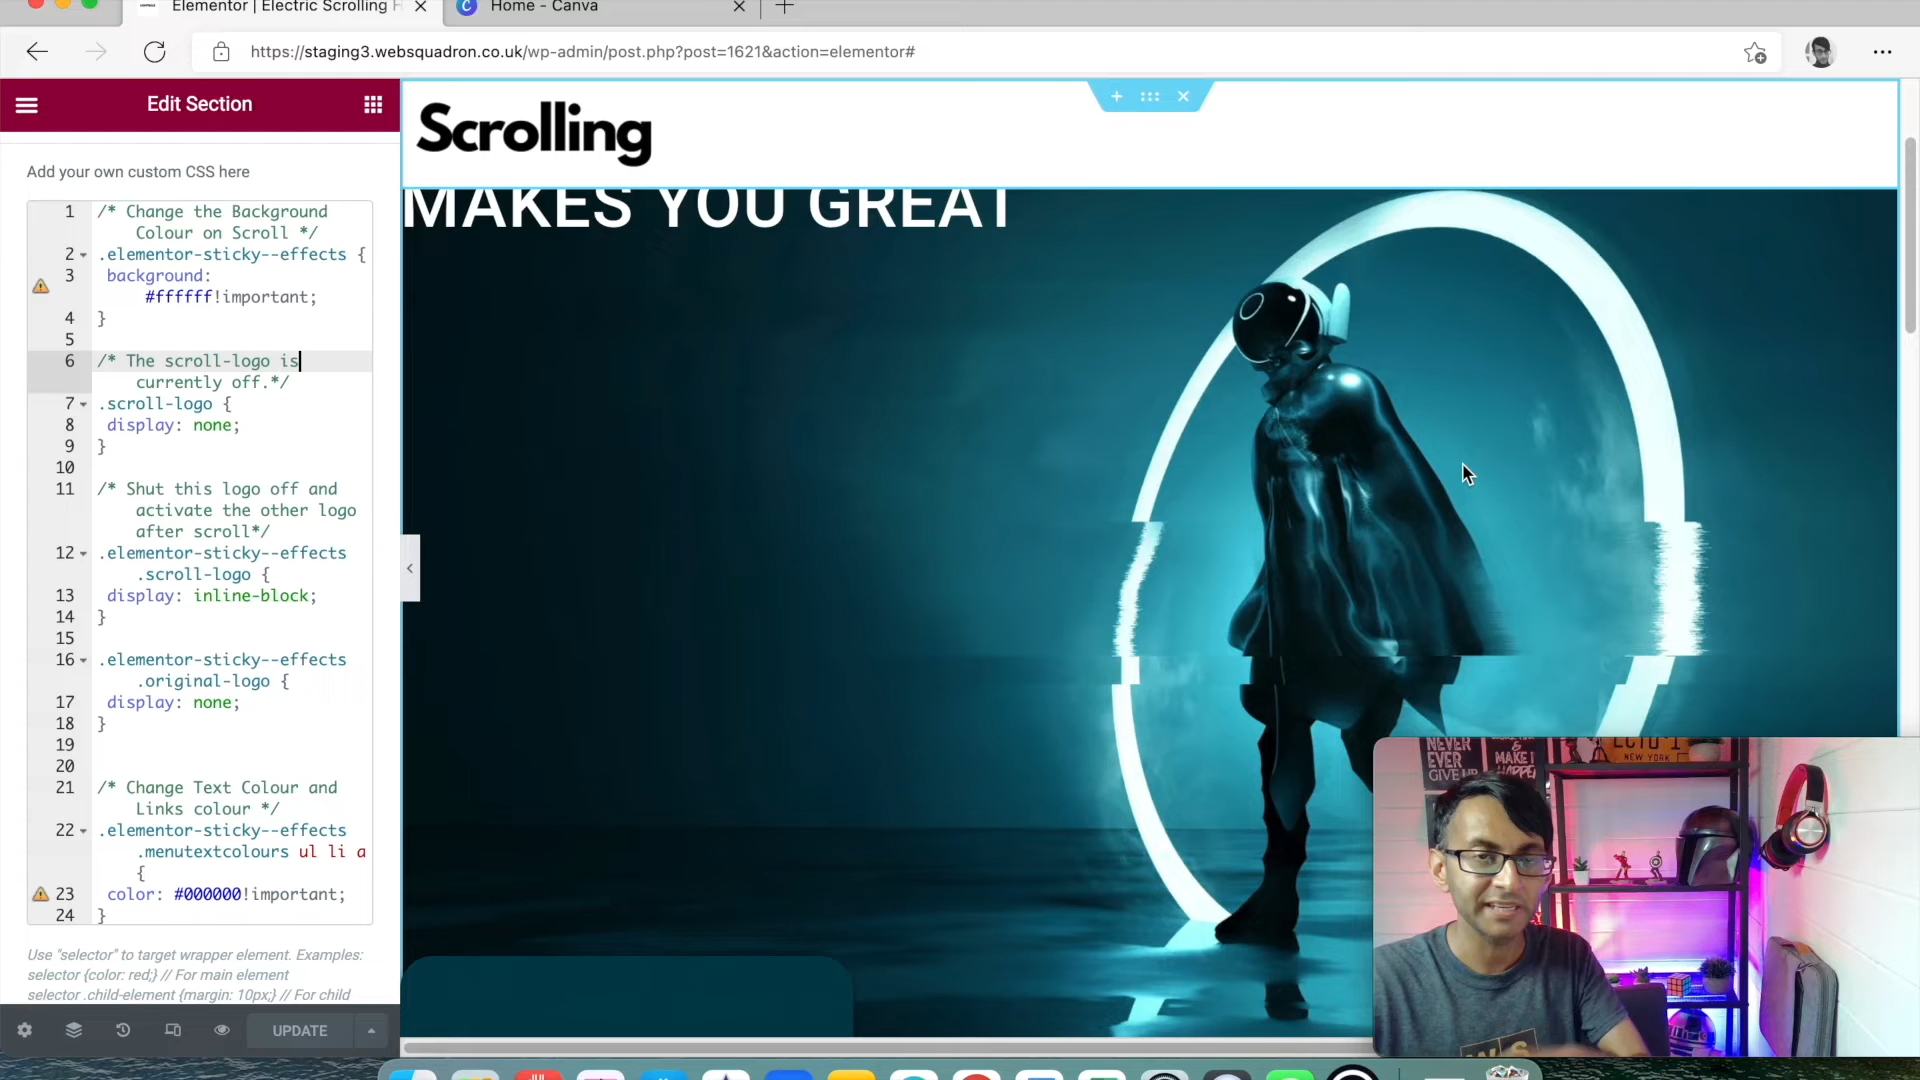 Elementor | Electric Scrolling H
Home - Canva
https://staging3.websquadron.co.uk/wp-admin/post.php?post=1621&action=elementor#
Edit Section
Add your own custom CSS here
1 /* Change the Background
Colour on Scroll */
2 .elementor-sticky--effects {
3 background:
#ffffff!important;
4 }
5
6 /* The scroll-logo is
currently off.*/
7 .scroll-logo {
8 display: none;
9 }
10
11 /* Shut this logo off and
activate the other logo
after scroll*/
12 .elementor-sticky--effects
.scroll-logo {
13 display: inline-block;
14 }
15
16 .elementor-sticky--effects
.original-logo {
17 display: none;
18 }
19
20
21 /* Change Text Colour and
Links colour */
22 .elementor-sticky--effects
.menutextcolours ul li a
{
23 color: #000000!important;
24 }
Use "selector" to target wrapper element. Examples:
selector {color: red;} // For main element
selector .child-element {margin: 10px;} // For child
UPDATE
Scrolling
MAKES YOU GREAT
NEVER
EVER
GIVE UP
&
MAKE IT
HAPPEN
ECTO-1
NEW YORK